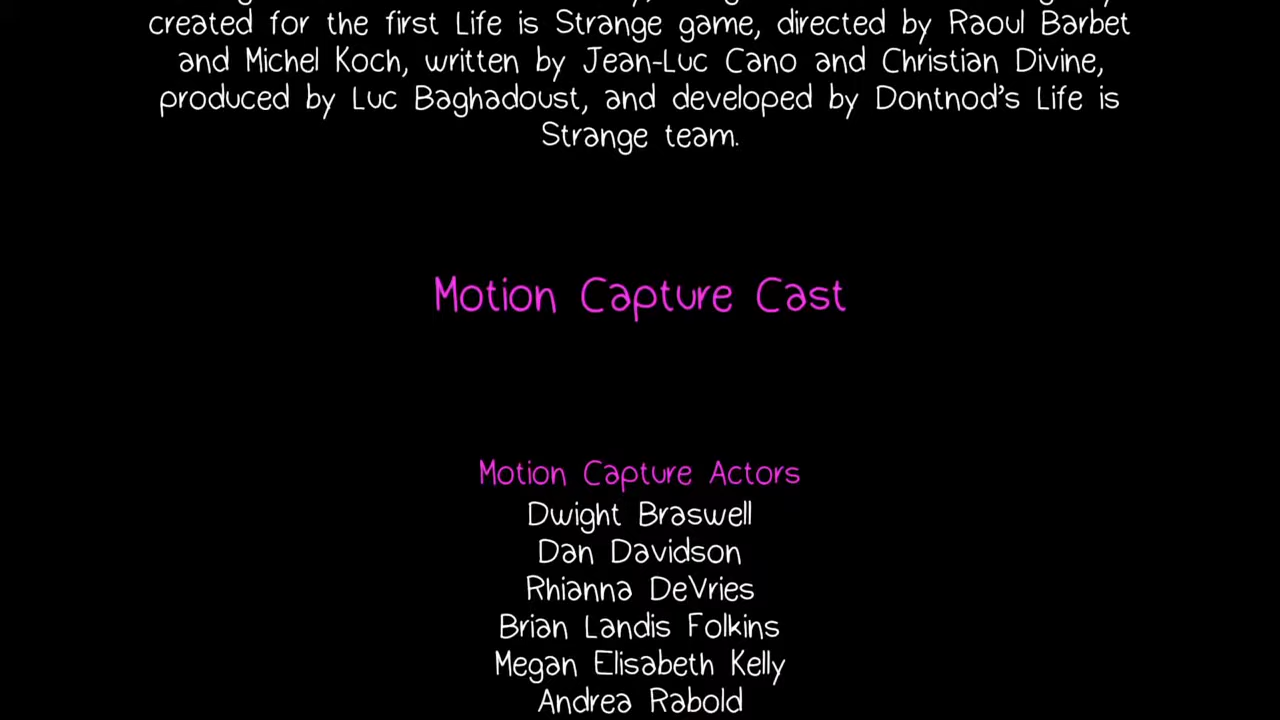 created for the first Life is Strange game, directed by Raoul Barbet
and Michel Koch, written by Jean-Luc Cano and Christian Divine,
produced by Luc Baghadoust, and developed by Dontnod's Life is
Strange team.
Motion Capture Cast
Motion Capture Actors
Dwight Braswell
Dan Davidson
Rhianna DeVries
Brian Landis Folkins
Megan Elisabeth Kelly
Andrea Rabold